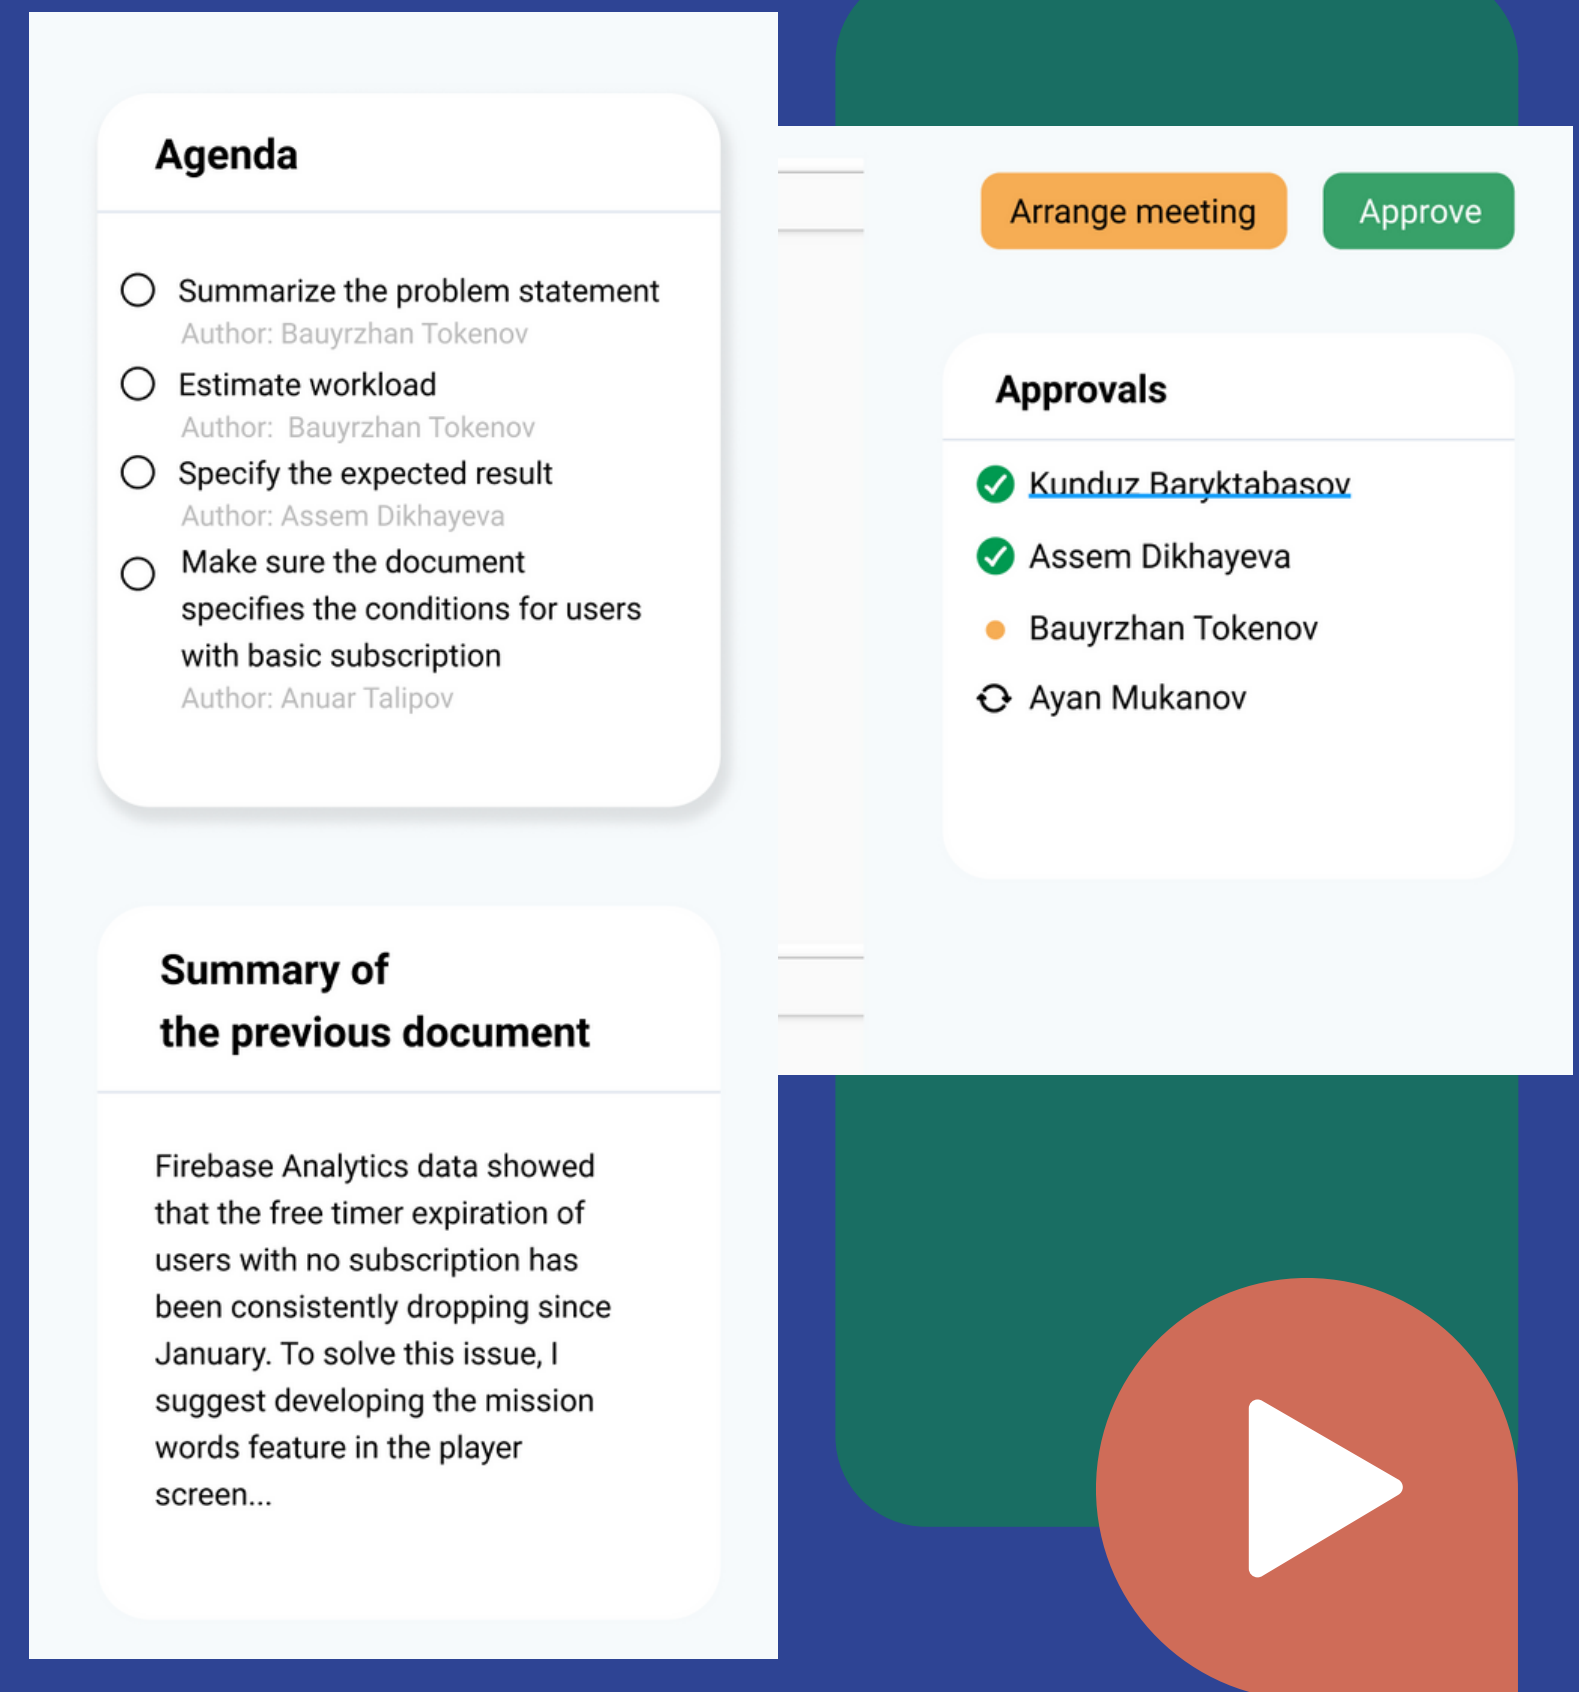 Agenda
Summarize the problem statement
Author: Bauyrzhan Tokenov
Estimate workload
Author: Bauyrzhan Tokenov
Specify the expected result
Author: Assem Dikhayeva
Make sure the document
specifies the conditions for users
with basic subscription
Author: Anuar Talipov
Summary of
the previous document
Firebase Analytics data showed
that the free timer expiration of
users with no subscription has
been consistently dropping since
January. To solve this issue, I
suggest developing the mission
words feature in the player
screen...
Arrange meeting
Approve
Approvals
Kunduz Baryktabasov
Assem Dikhayeva
Bauyrzhan Tokenov
Ayan Mukanov